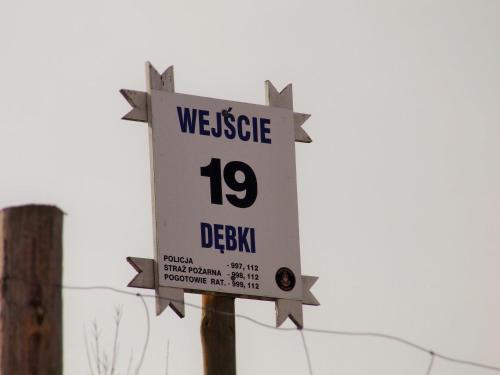 WEJŚCIE
19
DĘBKI
POLICJA - 997, 112
STRAŻ POŻARNA - 998, 112
POGOTOWIE RAT. - 999, 112